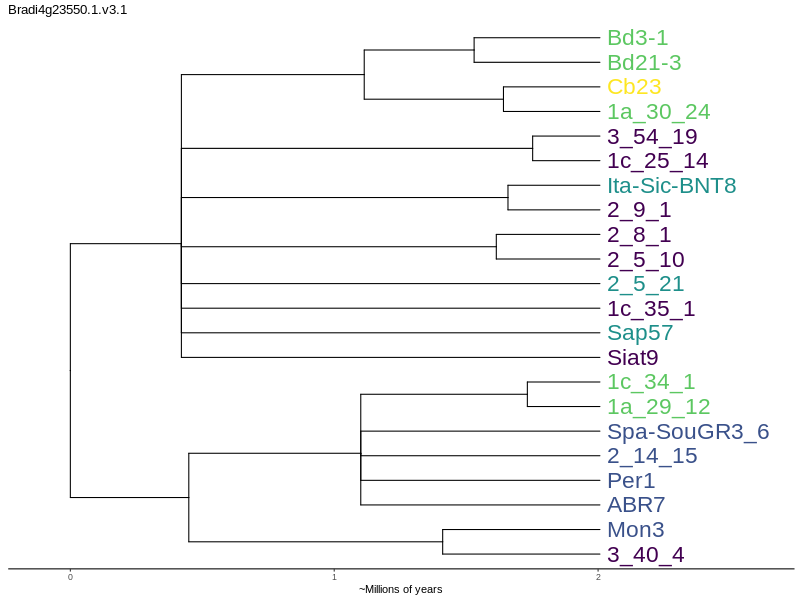 Bradi4g23550.1.v3.1
Bd3-1
Bd21-3
Cb23
1a_30_24
3_54_19
1c_25_14
Ita-Sic-BNT8
2_9_1
2_8_1
2_5_10
2_5_21
1c_35_1
Sap57
Siat9
1c_34_1
1a_29_12
Spa-SouGR3_6
2_14_15
Per1
ABR7
Mon3
3_40_4
0 1 2
~Millions of years